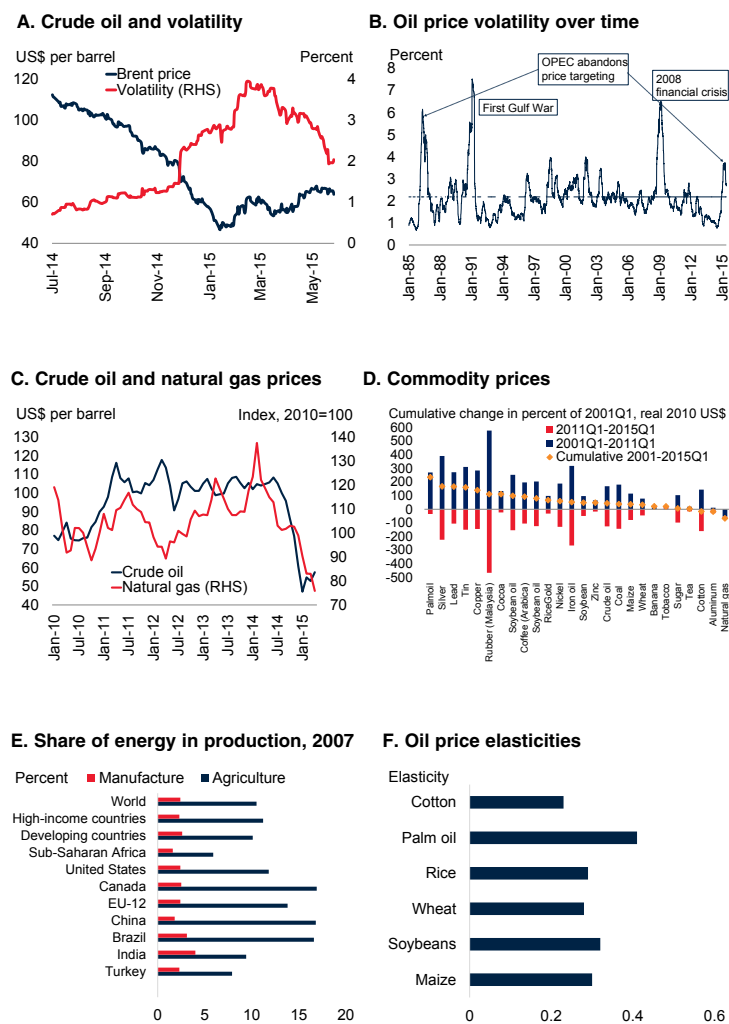 A. Crude oil and volatility
US$ per barrel
Percent
Brent price
Volatility (RHS)
120
100
80
60
40
4
3
2
1
0
Jul-14
Sep-14
Nov-14
Jan-15
Mar-15
May-15
B. Oil price volatility over time
Percent
OPEC abandons
price targeting
2008
financial crisis
First Gulf War
8
7
6
5
4
3
2
1
0
Jan-85
Jan-88
Jan-91
Jan-94
Jan-97
Jan-00
Jan-03
Jan-06
Jan-09
Jan-12
Jan-15
C. Crude oil and natural gas prices
US$ per barrel
Index, 2010=100
130
120
110
100
90
80
70
60
50
40
140
130
120
110
100
90
80
70
Crude oil
Natural gas (RHS)
Jan-10
Jul-10
Jan-11
Jul-11
Jan-12
Jul-12
Jan-13
Jul-13
Jan-14
Jul-14
Jan-15
D. Commodity prices
Cumulative change in percent of 2001Q1, real 2010 US$
2011Q1-2015Q1
2001Q1-2011Q1
Cumulative 2001-2015Q1
600
500
400
300
200
100
0
-100
-200
-300
-400
-500
Palmoil
Silver
Lead
Tin
Copper
Rubber (Malaysia)
Cocoa
Soybean oil
Coffee (Arabica)
Soybean oil
RiceGold
Nickel
Iron oil
Soybean
Zinc
Crude oil
Coal
Maize
Wheat
Banana
Tobacco
Sugar
Tea
Cotton
Aluminum
Natural gas
E. Share of energy in production, 2007
Percent
Manufacture
Agriculture
World
High-income countries
Developing countries
Sub-Saharan Africa
United States
Canada
EU-12
China
Brazil
India
Turkey
0 5 10 15 20
F. Oil price elasticities
Elasticity
Cotton
Palm oil
Rice
Wheat
Soybeans
Maize
0 0.2 0.4 0.6